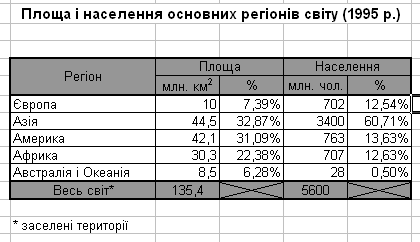 Площа і населення основних регіонів світу (1995 р.)
Регіон Площа Населення
млн. км² % млн. чол. %
Європа 10 7,39% 702 12,54%
Азія 44,5 32,87% 3400 60,71%
Америка 42,1 31,09% 763 13,63%
Африка 30,3 22,38% 707 12,63%
Австралія і Океанія 8,5 6,28% 28 0,50%
Весь світ* 135,4 5600
* заселені території